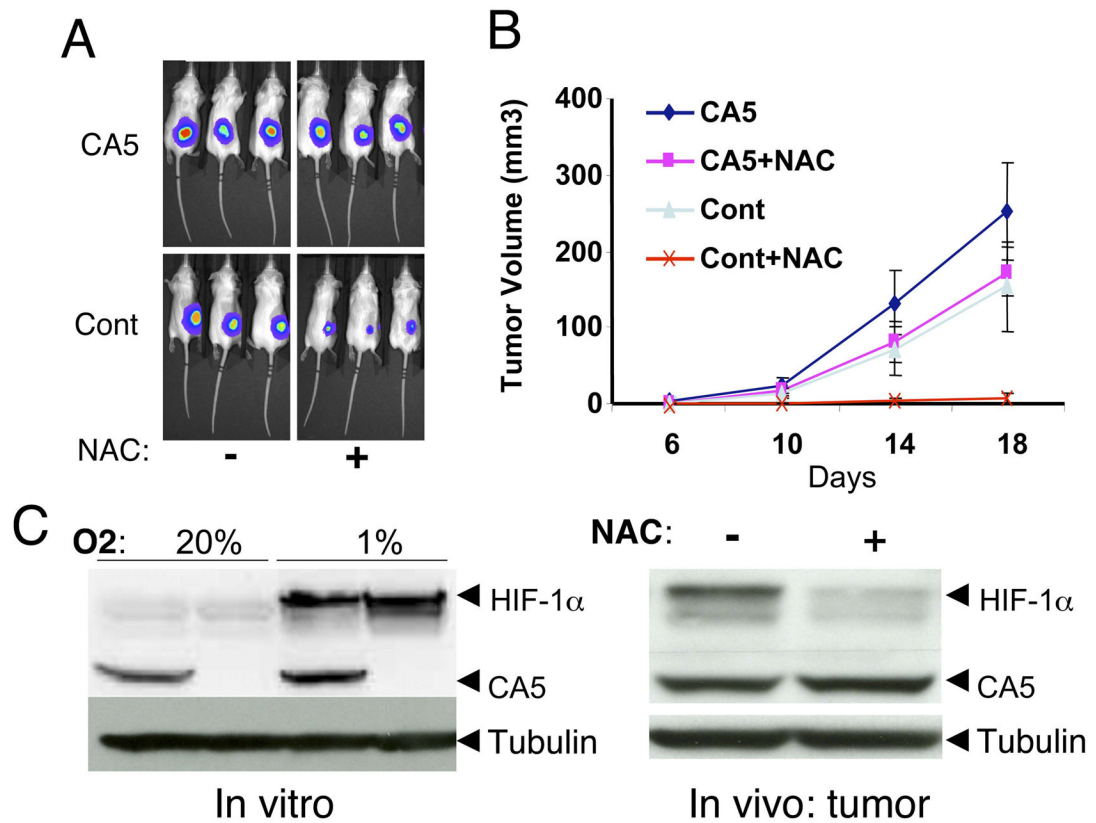 A
CA5
Cont
NAC: - +
B
Tumor Volume (mm3)
400
300
200
100
0
6 10 14 18
Days
CA5
CA5+NAC
Cont
Cont+NAC
C
O2: 20% 1%
HIF-1α
CA5
Tubulin
In vitro
NAC: - +
HIF-1α
CA5
Tubulin
In vivo: tumor